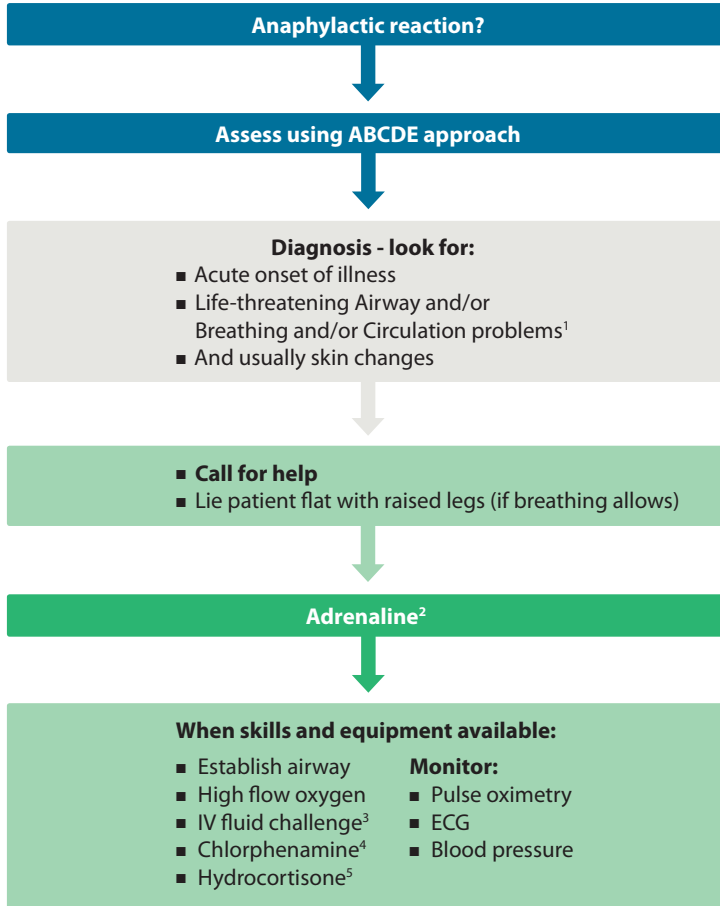 Anaphylactic reaction?
Assess using ABCDE approach
Diagnosis - look for:
■ Acute onset of illness
■ Life-threatening Airway and/or
Breathing and/or Circulation problems¹
■ And usually skin changes
■ Call for help
■ Lie patient flat with raised legs (if breathing allows)
Adrenaline²
When skills and equipment available:
■ Establish airway
■ High flow oxygen
■ IV fluid challenge³
■ Chlorphenamine⁴
■ Hydrocortisone⁵
Monitor:
■ Pulse oximetry
■ ECG
■ Blood pressure